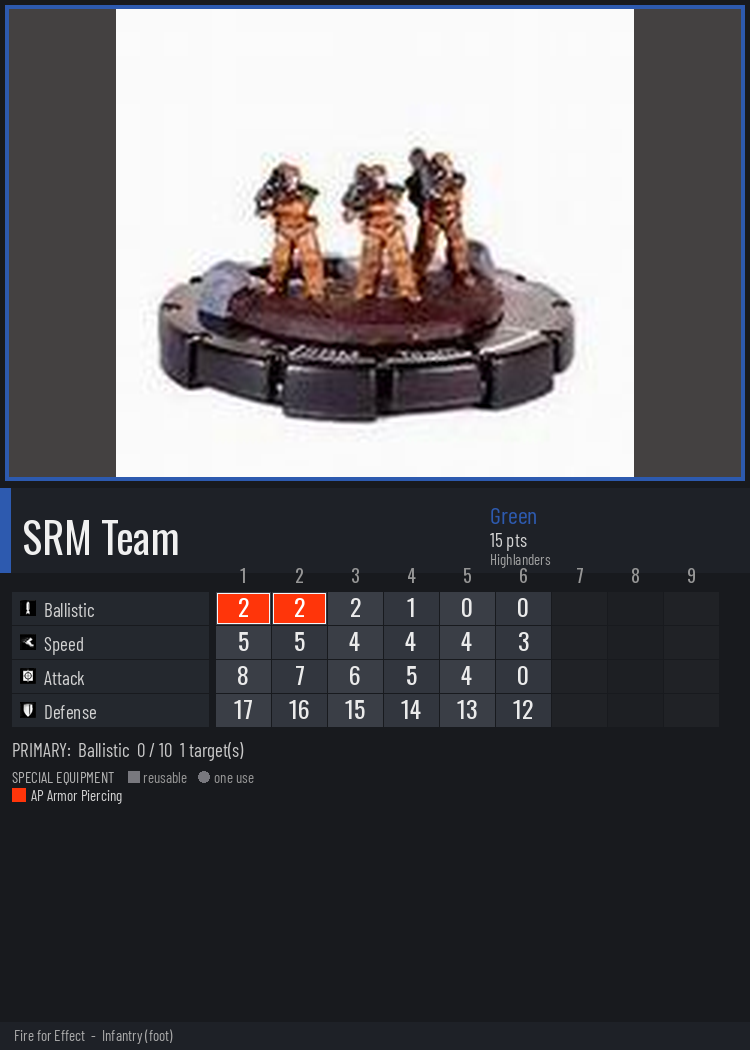 SRM Team
Green
15 pts
Highlanders
1 2 3 4 5 6 7 8 9
Ballistic 2 2 2 1 0 0
Speed 5 5 4 4 4 3
Attack 8 7 6 5 4 0
Defense 17 16 15 14 13 12
PRIMARY: Ballistic 0 / 10 1 target(s)
SPECIAL EQUIPMENT reusable one use
AP Armor Piercing
Fire for Effect - Infantry (foot)